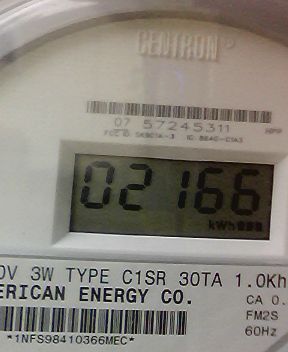 CENTRON®
07 57245311
02166
kWh
0V 3W TYPE C1SR 30TA 1.0Kh
ERICAN ENERGY CO.
CA 0.
FM2S
60Hz
*1NFS98410366MEC*